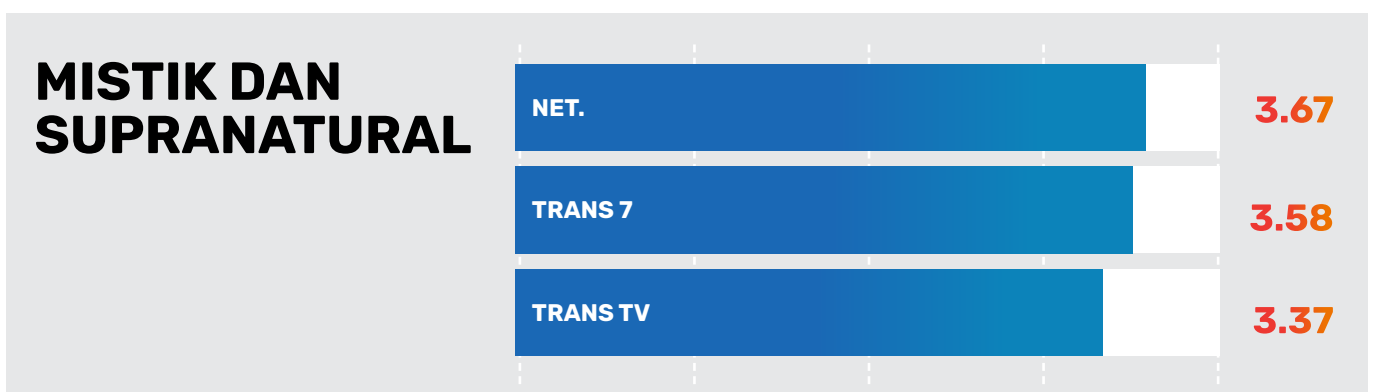 MISTIK DAN
SUPRANATURAL
NET.
3.67
TRANS 7
3.58
TRANS TV
3.37